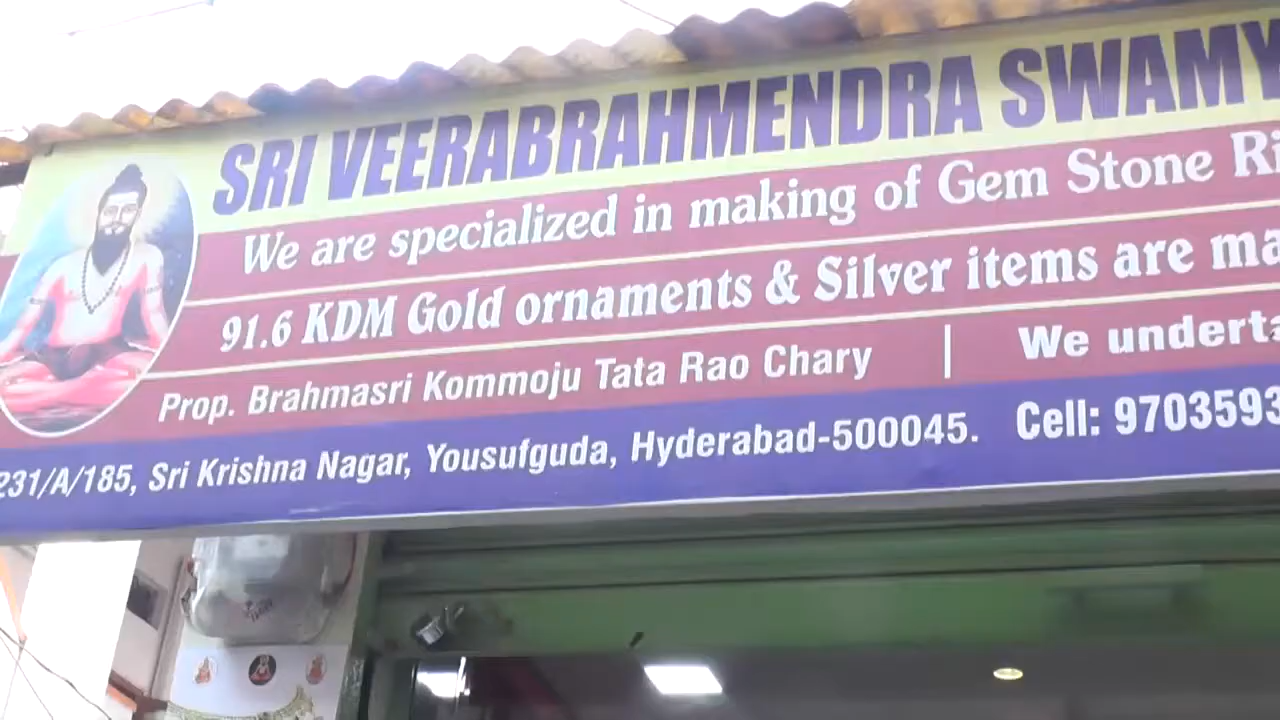 SRI VEERABRAHMENDRA SWAMY
We are specialized in making of Gem Stone Ri
91.6 KDM Gold ornaments & Silver items are ma
Prop. Brahmasri Kommoju Tata Rao Chary | We underta
231/A/185, Sri Krishna Nagar, Yousufguda, Hyderabad-500045. Cell: 9703593